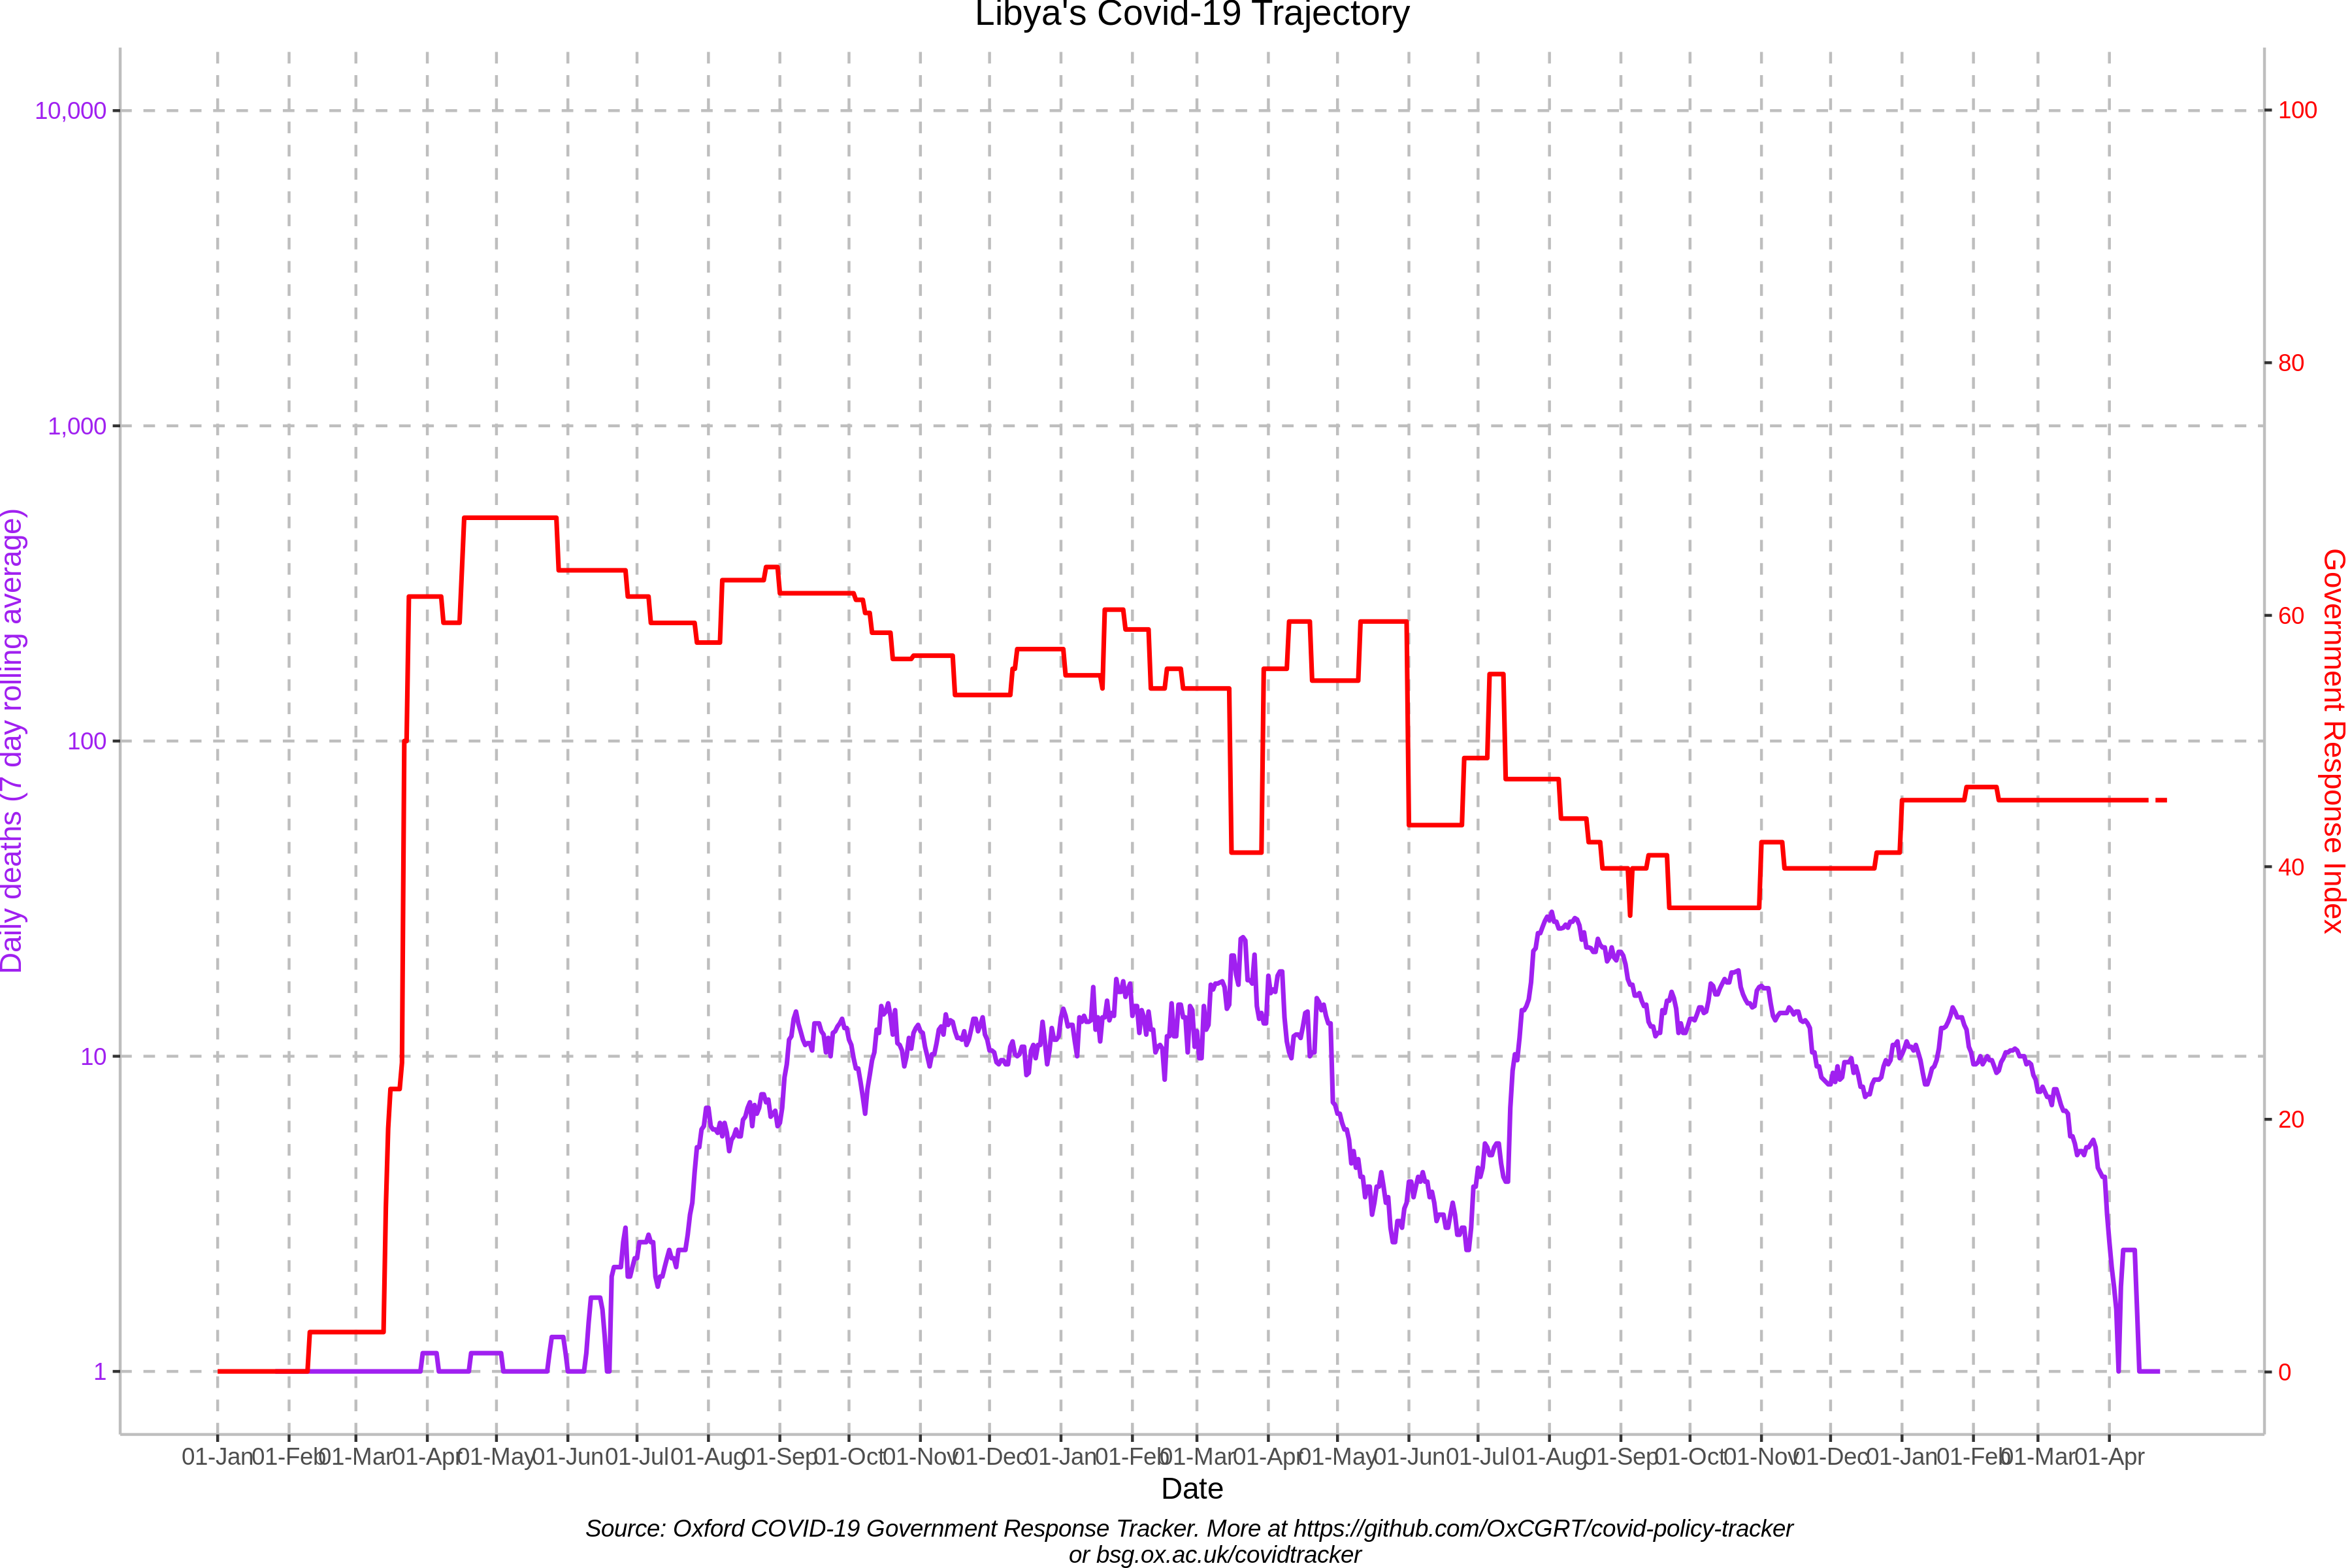 Libya's Covid-19 Trajectory
10,000
1,000
100
10
1
Daily deaths (7 day rolling average)
100
80
60
40
20
0
Government Response Index
01-Jan 01-Feb 01-Mar 01-Apr 01-May 01-Jun 01-Jul 01-Aug 01-Sep 01-Oct 01-Nov 01-Dec 01-Jan 01-Feb 01-Mar 01-Apr 01-May 01-Jun 01-Jul 01-Aug 01-Sep 01-Oct 01-Nov 01-Dec 01-Jan 01-Feb 01-Mar 01-Apr
Date
Source: Oxford COVID-19 Government Response Tracker. More at https://github.com/OxCGRT/covid-policy-tracker
or bsg.ox.ac.uk/covidtracker